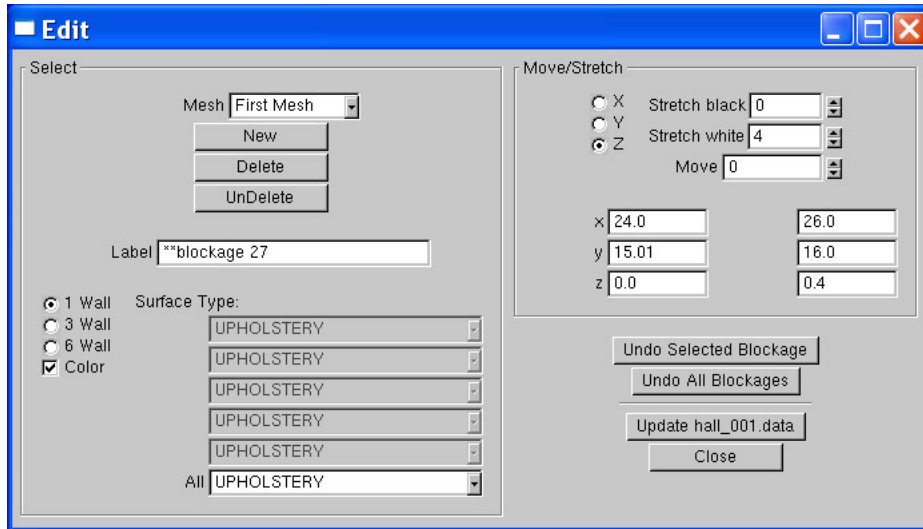 Edit
Select
Mesh First Mesh
New
Delete
UnDelete
Label **blockage 27
1 Wall
3 Wall
6 Wall
Color
Surface Type:
UPHOLSTERY
UPHOLSTERY
UPHOLSTERY
UPHOLSTERY
UPHOLSTERY
All UPHOLSTERY
Move/Stretch
X
Y
Z
Stretch black 0
Stretch white 4
Move 0
x 24.0 26.0
y 15.01 16.0
z 0.0 0.4
Undo Selected Blockage
Undo All Blockages
Update hall_001.data
Close